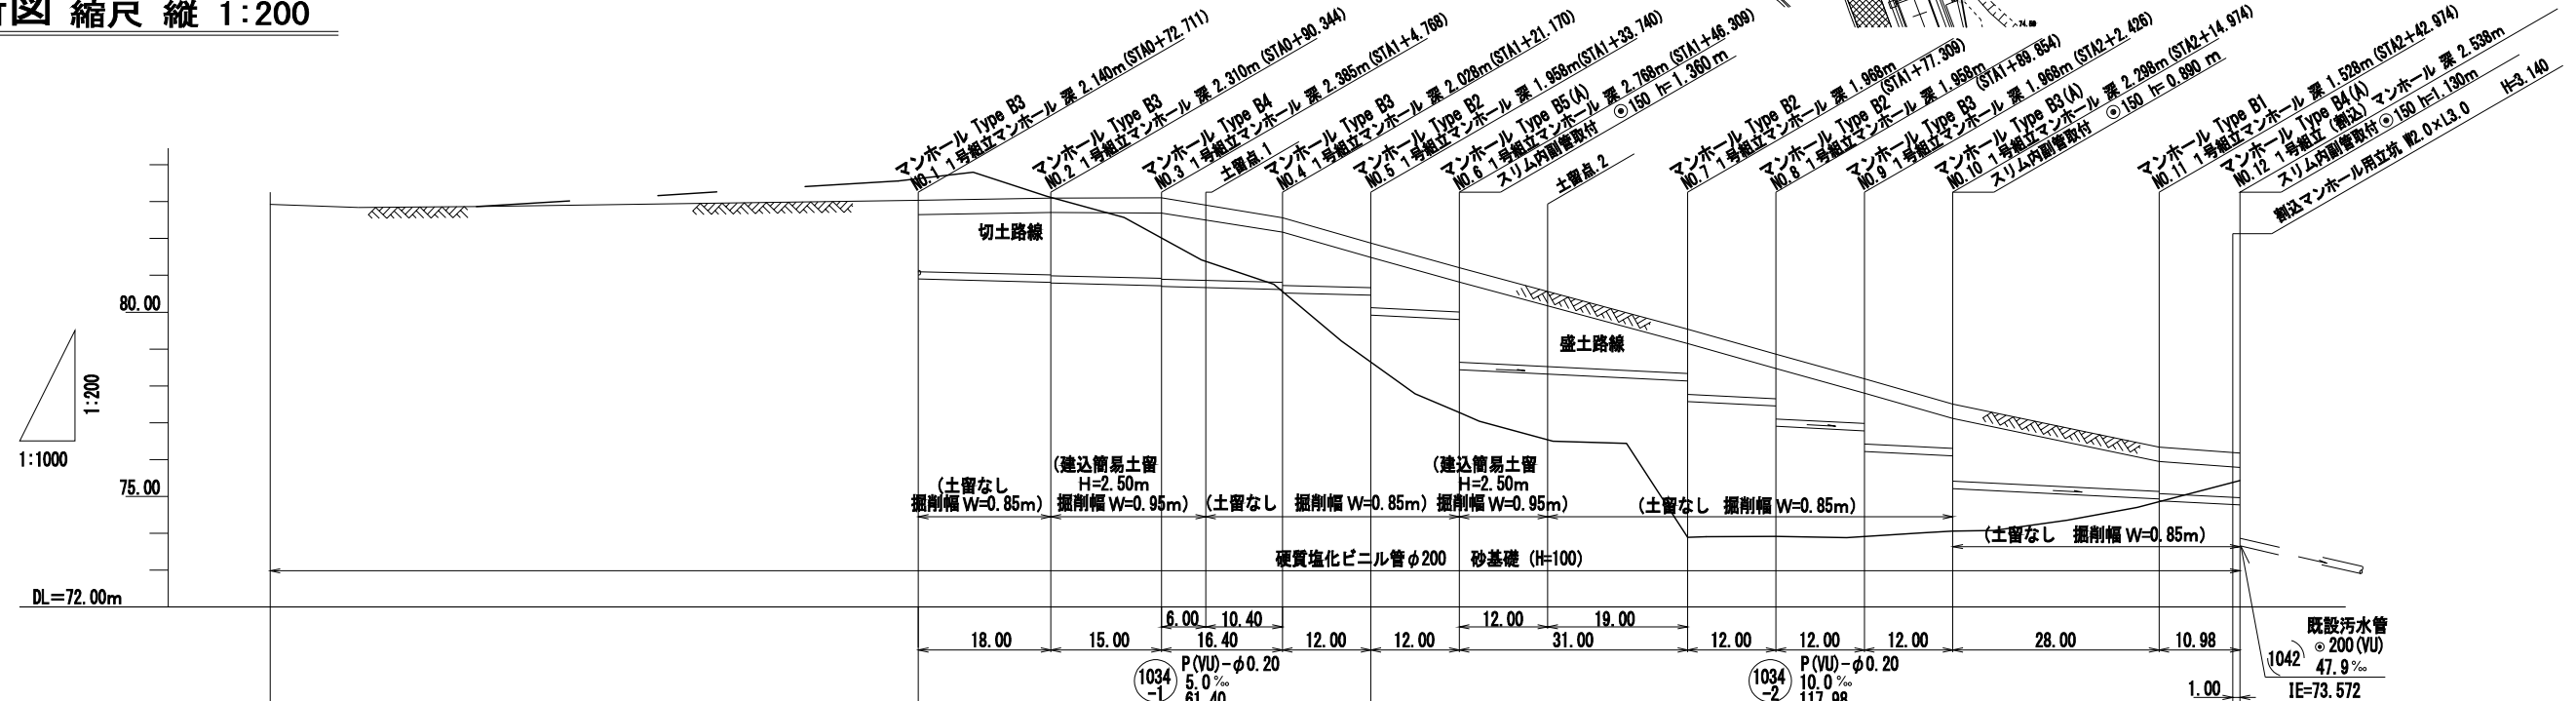 図 縮尺 縦 1:200
マンホール Type B3
NO.1 1号組立マンホール 深 2.140m(STA0+72.711)
マンホール Type B3
NO.2 1号組立マンホール 深 2.310m(STA0+90.344)
マンホール Type B4
NO.3 1号組立マンホール 深 2.385m(STA1+4.768)
土留点.1
マンホール Type B3
NO.4 1号組立マンホール 深 2.028m(STA1+21.170)
マンホール Type B2
NO.5 1号組立マンホール 深 1.958m(STA1+33.740)
マンホール Type B5(A)
NO.6 1号組立マンホール 深 2.768m(STA1+46.309)
スリム内副管取付 ◉150 h=1.360 m
土留点.2
マンホール Type B2
NO.7 1号組立マンホール 深 1.968m
(STA1+77.309)
マンホール Type B2
NO.8 1号組立マンホール 深 1.958m
(STA1+89.854)
マンホール Type B3
NO.9 1号組立マンホール 深 1.968m(STA2+2.426)
マンホール Type B3(A)
NO.10 1号組立マンホール 深 2.298m(STA2+14.974)
スリム内副管取付 ◉150 h=0.890 m
マンホール Type B1
NO.11 1号組立マンホール 深 1.528m(STA2+42.974)
マンホール Type B4(A)
NO.12 1号組立(割込)マンホール 深 2.538m
スリム内副管取付◉150 h=1.130m
割込マンホール用立坑 W2.0×L3.0 H=3.140
切土路線
盛土路線
80.00
75.00
1:200
1:1000
DL=72.00m
(土留なし
掘削幅 W=0.85m)
(建込簡易土留
H=2.50m
掘削幅 W=0.95m)
(土留なし 掘削幅 W=0.85m)
(建込簡易土留
H=2.50m
掘削幅 W=0.95m)
(土留なし 掘削幅 W=0.85m)
(土留なし 掘削幅 W=0.85m)
硬質塩化ビニル管φ200 砂基礎 (H=100)
6.00 10.40 12.00 19.00
18.00 15.00 16.40 12.00 12.00 31.00 12.00 12.00 12.00 28.00 10.98
1034
-1
P(VU)-φ0.20
5.0‰
61.40
1034
-2
P(VU)-φ0.20
10.0‰
117.98
既設汚水管
◉200(VU)
1042
47.9‰
IE=73.572
1.00